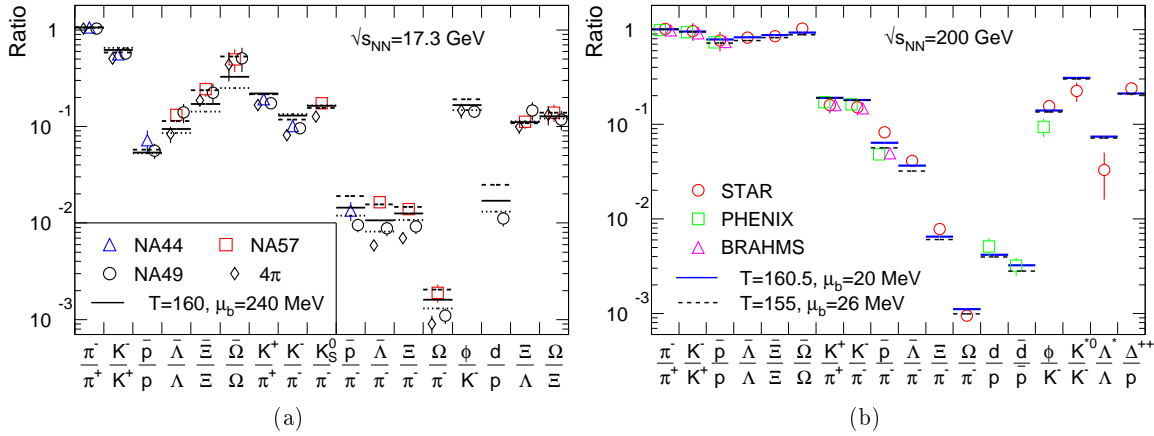 Ratio
√s_NN=17.3 GeV
1
10^-1
10^-2
10^-3
NA44 NA57
NA49 4π
T=160, μ_b=240 MeV
π^- K^- p̄ Λ̄ Ξ̄ Ω̄ K^+ K^- K^0_S p̄ Λ̄ Ξ Ω ϕ d Ξ Ω
π^+ K^+ p Λ Ξ Ω π^+ π^- π^- π^- π^- π^- π^- K^- p Λ Ξ
(a)
Ratio
√s_NN=200 GeV
1
10^-1
10^-2
10^-3
STAR
PHENIX
BRAHMS
T=160.5, μ_b=20 MeV
T=155, μ_b=26 MeV
π^- K^- p̄ Λ̄ Ξ̄ Ω̄ K^+ K^- p̄ Λ̄ Ξ Ω d d̄ ϕ K^*0 Λ^* Δ^++
π^+ K^+ p Λ Ξ Ω π^+ π^- π^- π^- π^- π^- p p̄ K^- K^- Λ p
(b)